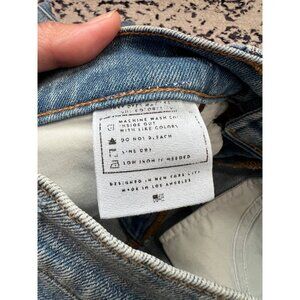 MACHINE WASH COLD
INSIDE OUT
WITH LIKE COLORS
DO NOT BLEACH
LINE DRY
LOW IRON IF NEEDED
DESIGNED IN NEW YORK CITY
MADE IN LOS ANGELES